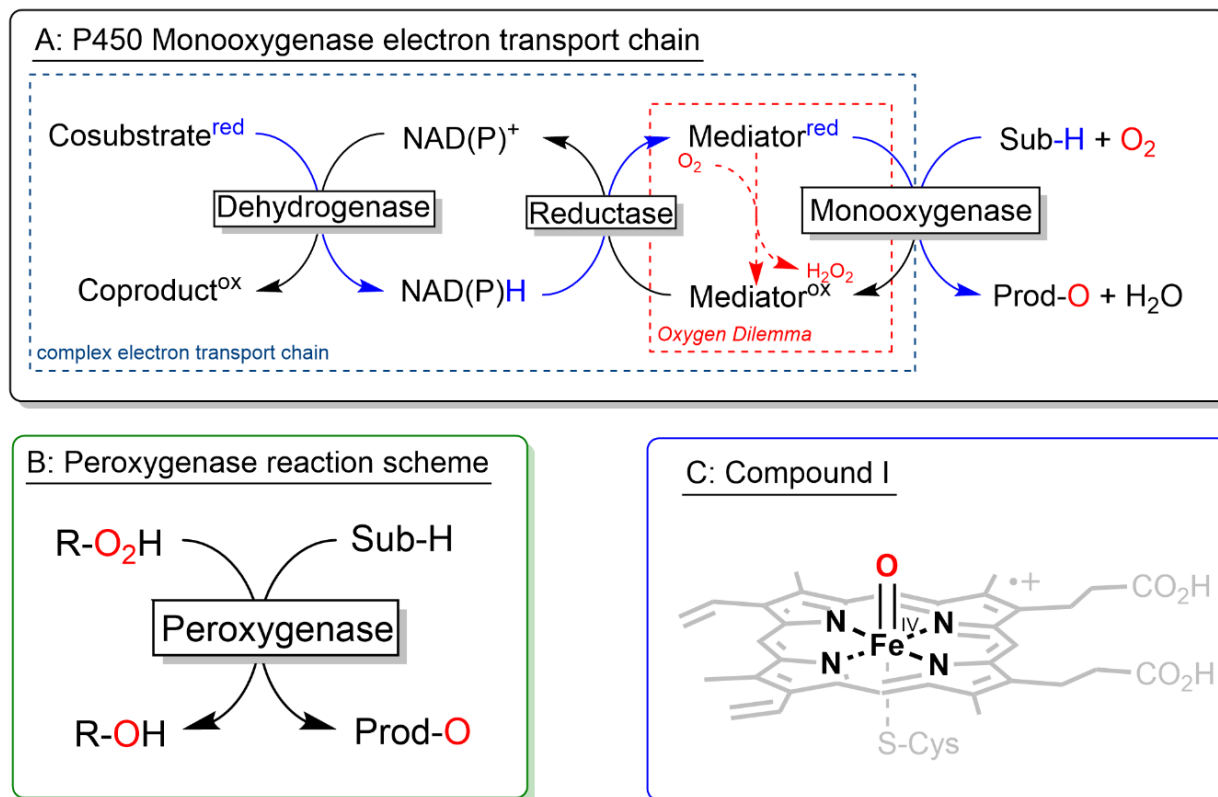 A: P450 Monooxygenase electron transport chain
Cosubstrate^red NAD(P)⁺ Mediator^red Sub-H + O₂
O₂
Dehydrogenase Reductase Monooxygenase
H₂O₂
Coproduct^ox NAD(P)H Mediator^ox Prod-O + H₂O
Oxygen Dilemma
complex electron transport chain
B: Peroxygenase reaction scheme
R-O₂H Sub-H
Peroxygenase
R-OH Prod-O
C: Compound I
O
•+
CO₂H
N IV N
Fe
N N
CO₂H
S-Cys